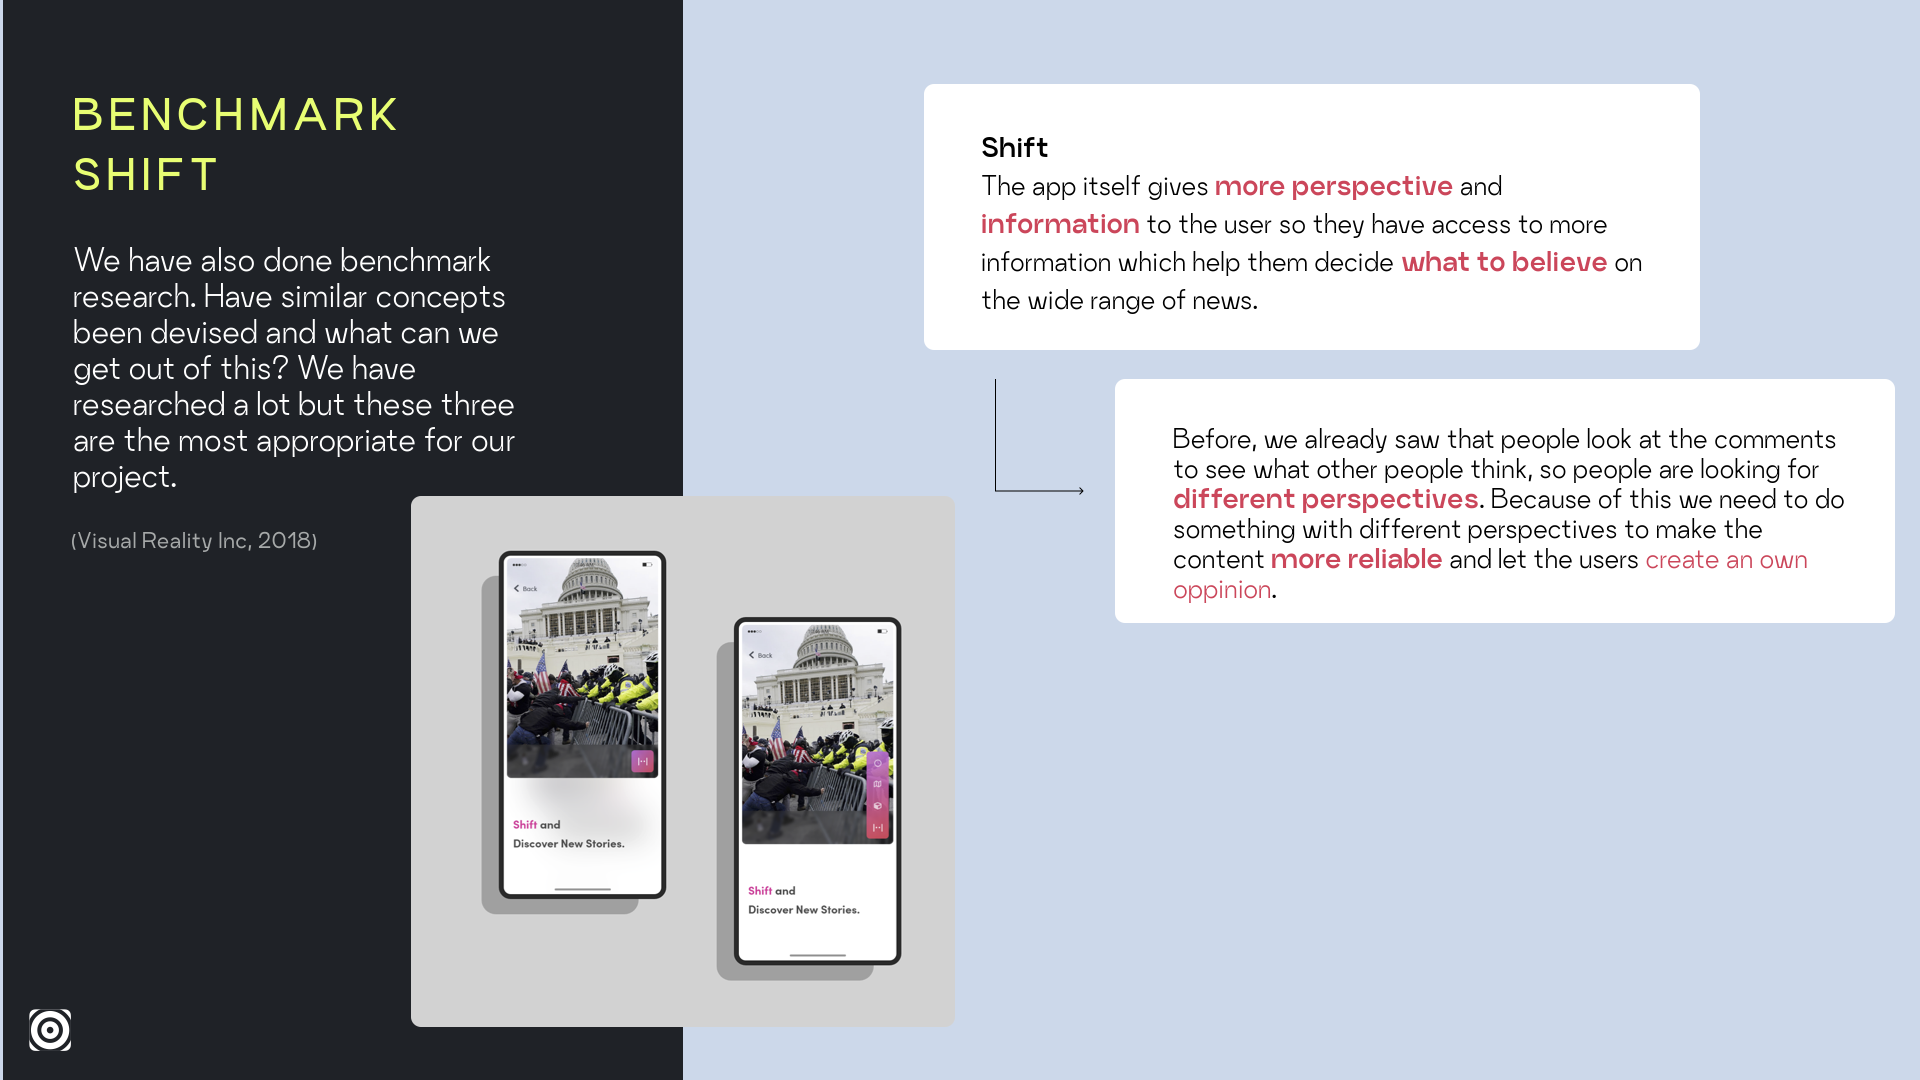 BENCHMARK
SHIFT
We have also done benchmark
research. Have similar concepts
been devised and what can we
get out of this? We have
researched a lot but these three
are the most appropriate for our
project.
(Visual Reality Inc, 2018)
Shift
The app itself gives more perspective and
information to the user so they have access to more
information which help them decide what to believe on
the wide range of news.
Before, we already saw that people look at the comments
to see what other people think, so people are looking for
different perspectives. Because of this we need to do
something with different perspectives to make the
content more reliable and let the users create an own
oppinion.
Back
Shift and
Discover New Stories.
Back
Shift and
Discover New Stories.